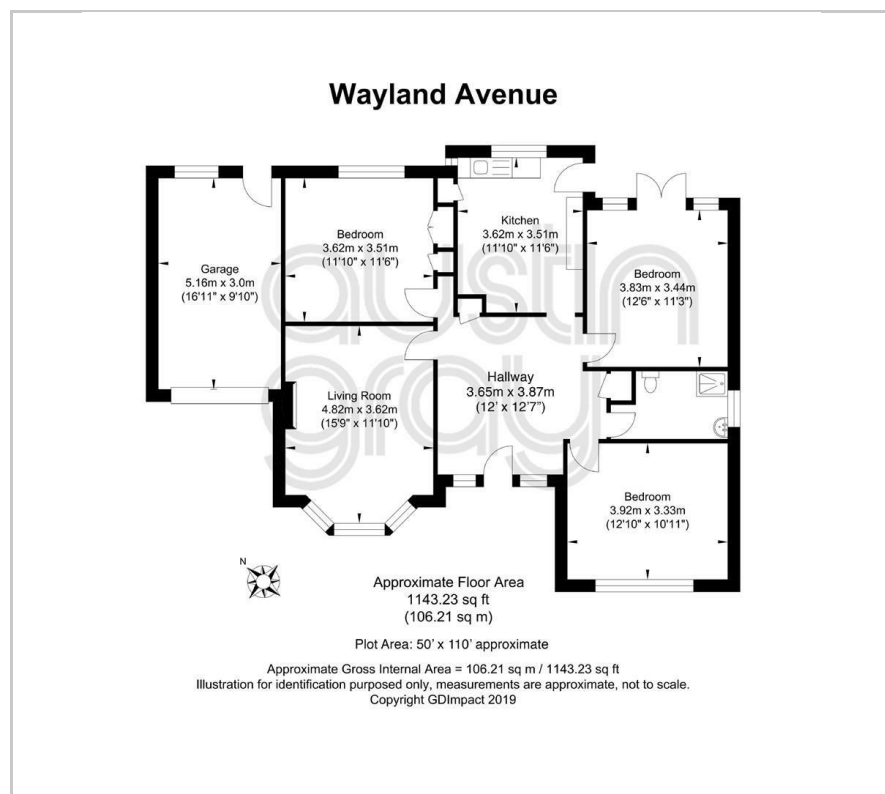 Wayland Avenue
Garage
5.16m x 3.0m
(16'11" x 9'10")
Bedroom
3.62m x 3.51m
(11'10" x 11'6")
Kitchen
3.62m x 3.51m
(11'10" x 11'6")
Bedroom
3.83m x 3.44m
(12'6" x 11'3")
Living Room
4.82m x 3.62m
(15'9" x 11'10")
Hallway
3.65m x 3.87m
(12' x 12'7")
Bedroom
3.92m x 3.33m
(12'10" x 10'11")
austin
gray
N
Approximate Floor Area
1143.23 sq ft
(106.21 sq m)
Plot Area: 50' x 110' approximate
Approximate Gross Internal Area = 106.21 sq m / 1143.23 sq ft
Illustration for identification purposed only, measurements are approximate, not to scale.
Copyright GDImpact 2019